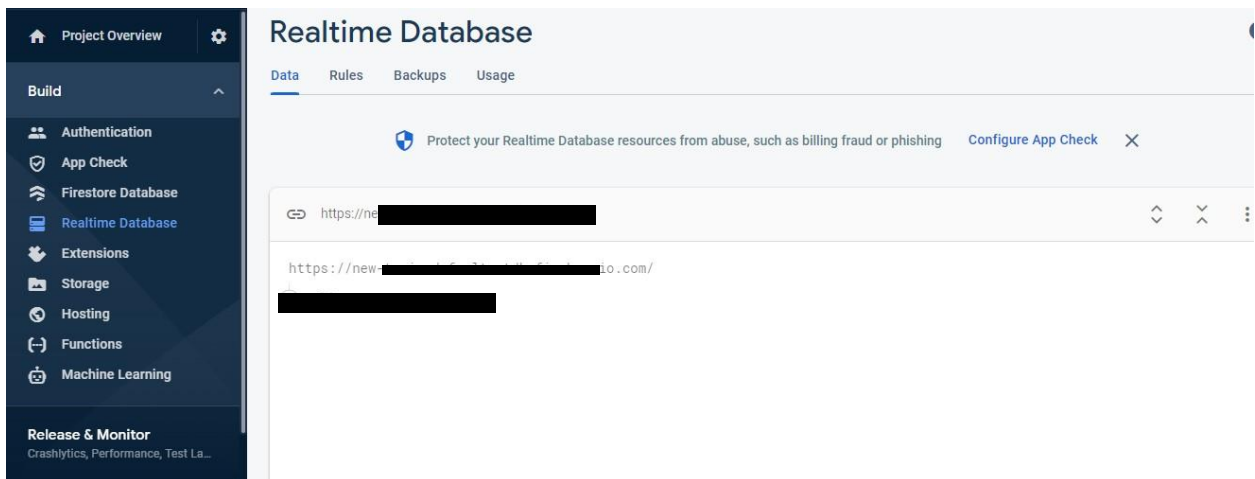 Project Overview
Build
Authentication
App Check
Firestore Database
Realtime Database
Extensions
Storage
Hosting
Functions
Machine Learning
Release & Monitor
Crashlytics, Performance, Test La...
Realtime Database
Data Rules Backups Usage
Protect your Realtime Database resources from abuse, such as billing fraud or phishing Configure App Check
https://ne
https://new- io.com/